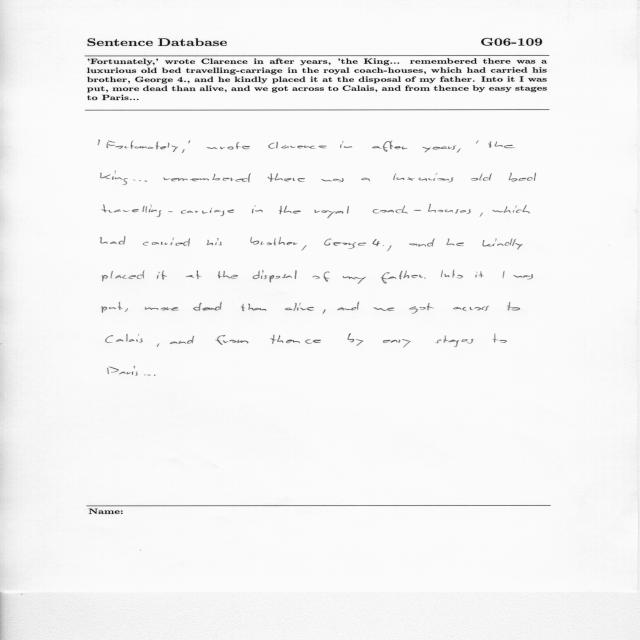 Sentence Database G06-109
'Fortunately,' wrote Clarence in after years, 'the King... remembered there was a
luxurious old bed travelling-carriage in the royal coach-houses, which had carried his
brother, George 4., and he kindly placed it at the disposal of my father. Into it I was
put, more dead than alive, and we got across to Calais, and from thence by easy stages
to Paris...
'Fortunately,' wrote Clarence in after years, 'the
King... remembered there was a luxurious old bed
travelling-carriage in the royal coach-houses, which
had carried his brother, George 4., and he kindly
placed it at the disposal of my father. Into it I was
put, more dead than alive, and we got across to
Calais, and from thence by easy stages to
Paris...
Name: